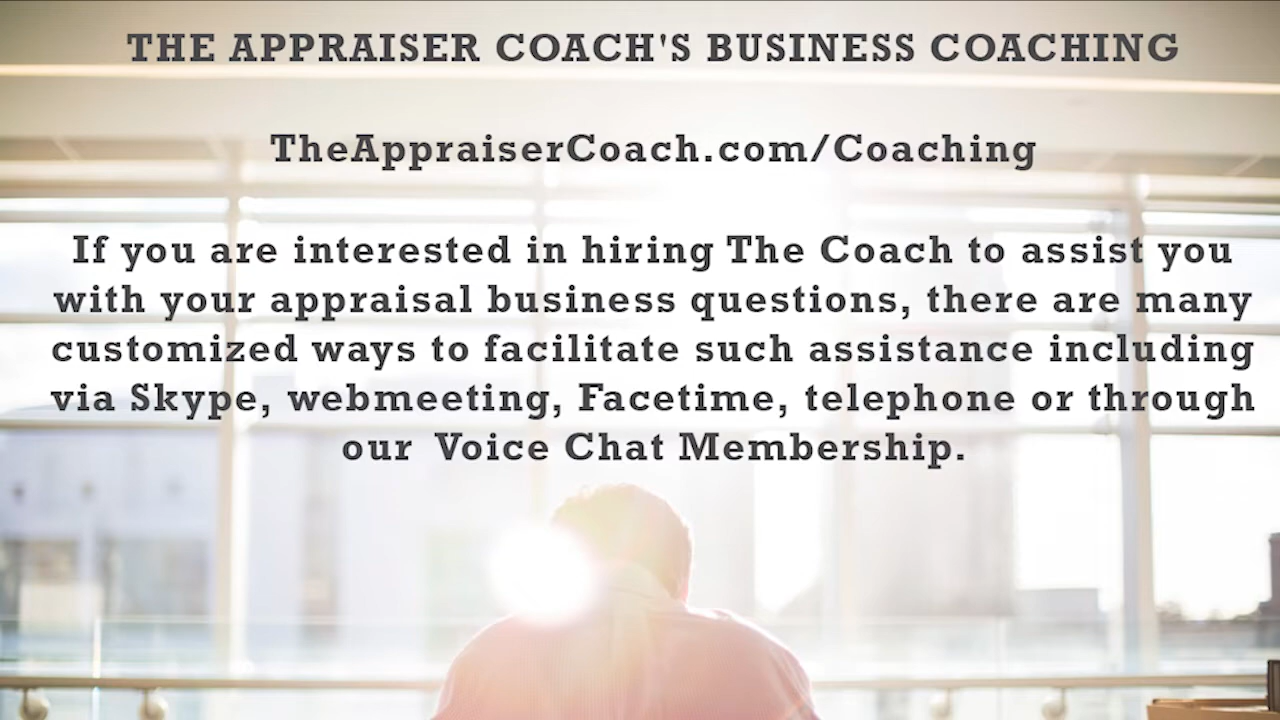 THE APPRAISER COACH'S BUSINESS COACHING
TheAppraiserCoach.com/Coaching
If you are interested in hiring The Coach to assist you
with your appraisal business questions, there are many
customized ways to facilitate such assistance including
via Skype, webmeeting, Facetime, telephone or through
our  Voice Chat Membership.